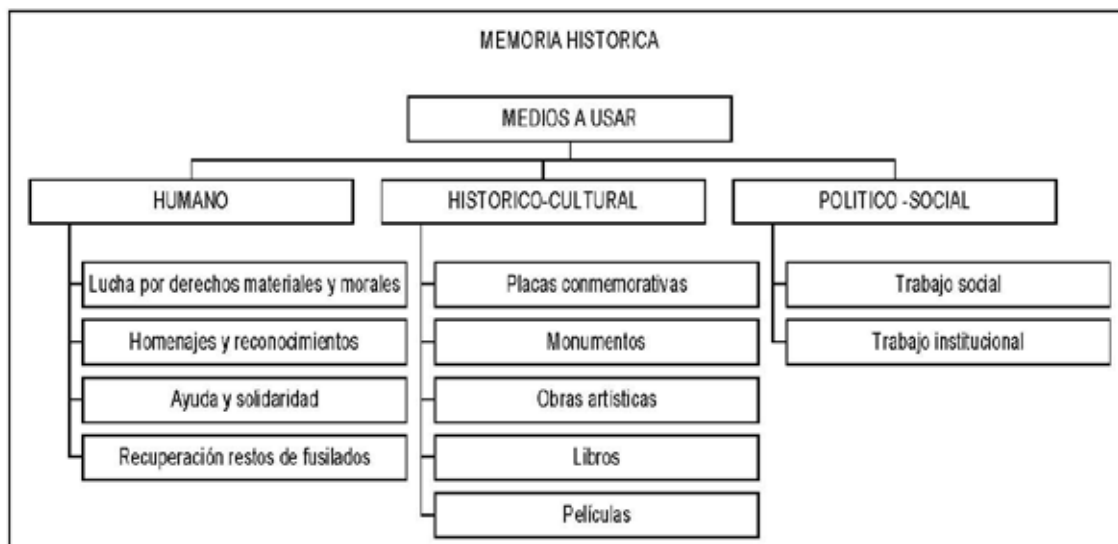 MEMORIA HISTORICA
MEDIOS A USAR
HUMANO
Lucha por derechos materiales y morales
Homenajes y reconocimientos
Ayuda y solidaridad
Recuperación restos de fusilados
HISTORICO-CULTURAL
Placas conmemorativas
Monumentos
Obras artísticas
Libros
Películas
POLITICO -SOCIAL
Trabajo social
Trabajo institucional